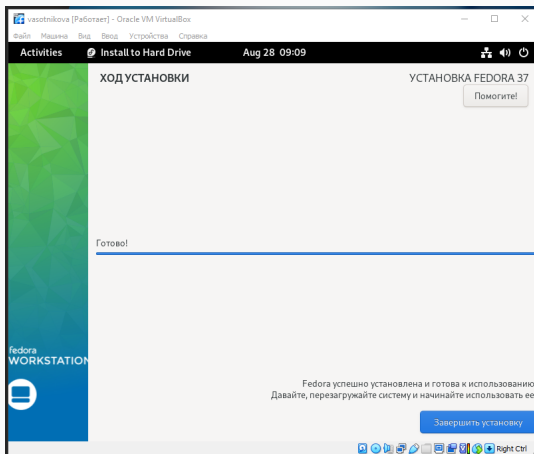 vasotnikova [Работает] - Oracle VM VirtualBox
Файл Машина Вид Ввод Устройства Справка
Activities Install to Hard Drive Aug 28 09:09
ХОД УСТАНОВКИ УСТАНОВКА FEDORA 37
Помогите!
Готово!
fedora
WORKSTATION
Fedora успешно установлена и готова к использованию
Давайте, перезагружайте систему и начинайте использовать ее
Завершить установку
Right Ctrl